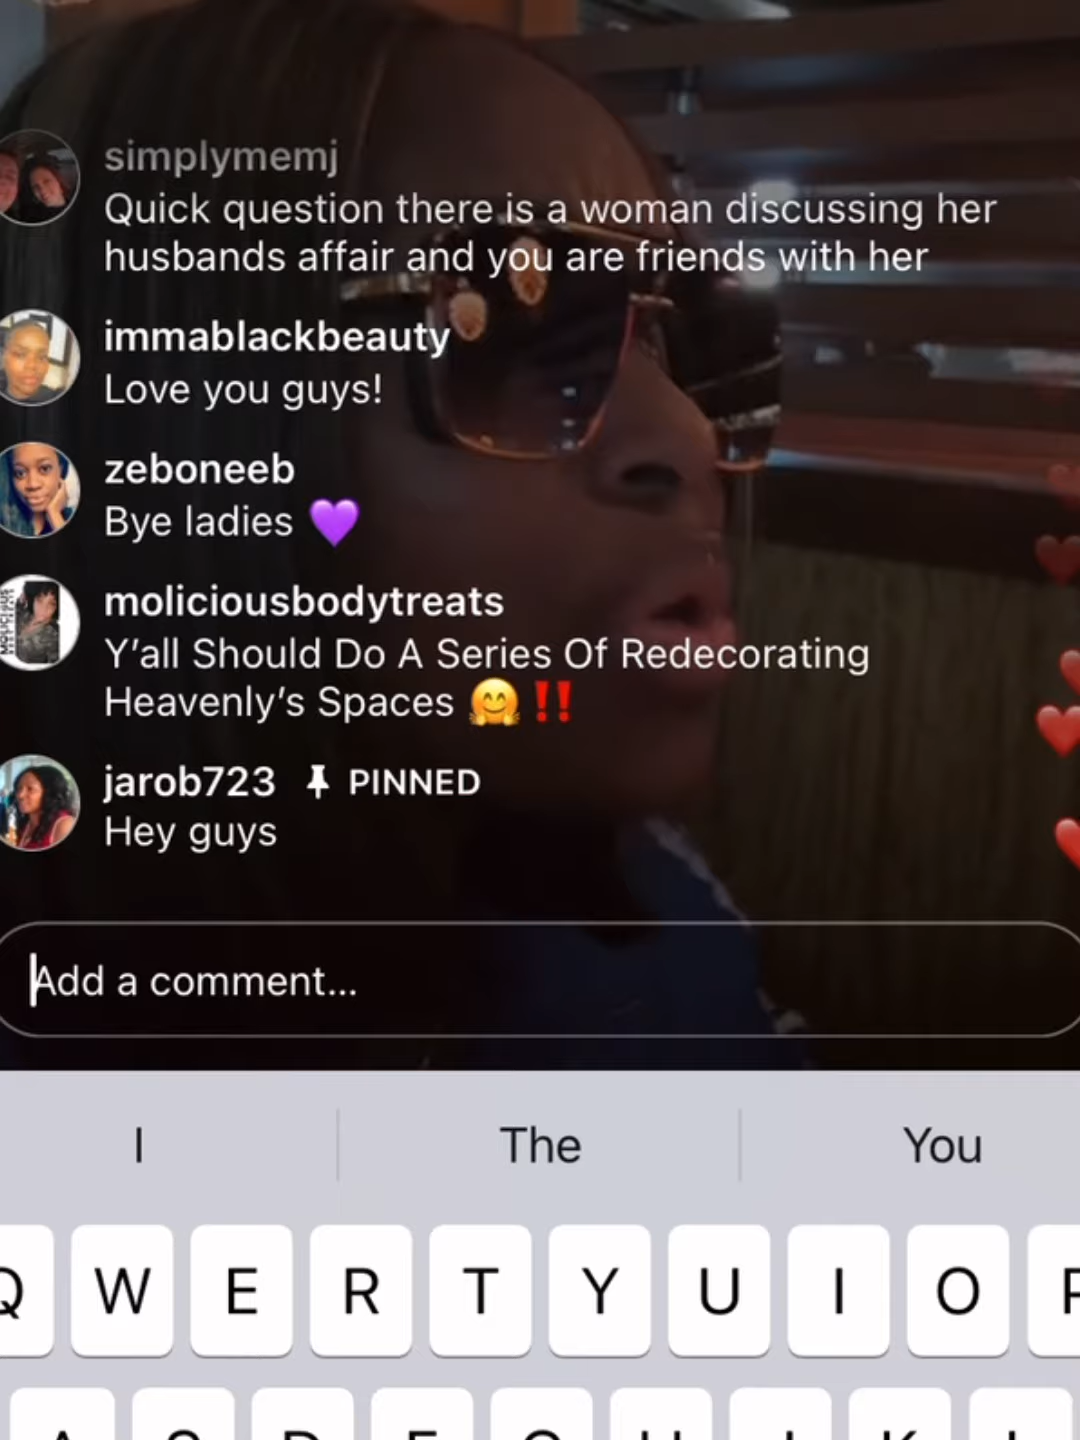 simplymemj
Quick question there is a woman discussing her
husbands affair and you are friends with her
immablackbeauty
Love you guys!
zeboneeb
Bye ladies 💜
moliciousbodytreats
Y’all Should Do A Series Of Redecorating
Heavenly’s Spaces 🤗‼️
jarob723 📌 PINNED
Hey guys
Add a comment...
I The You
Q W E R T Y U I O P
A S D F G H J K L